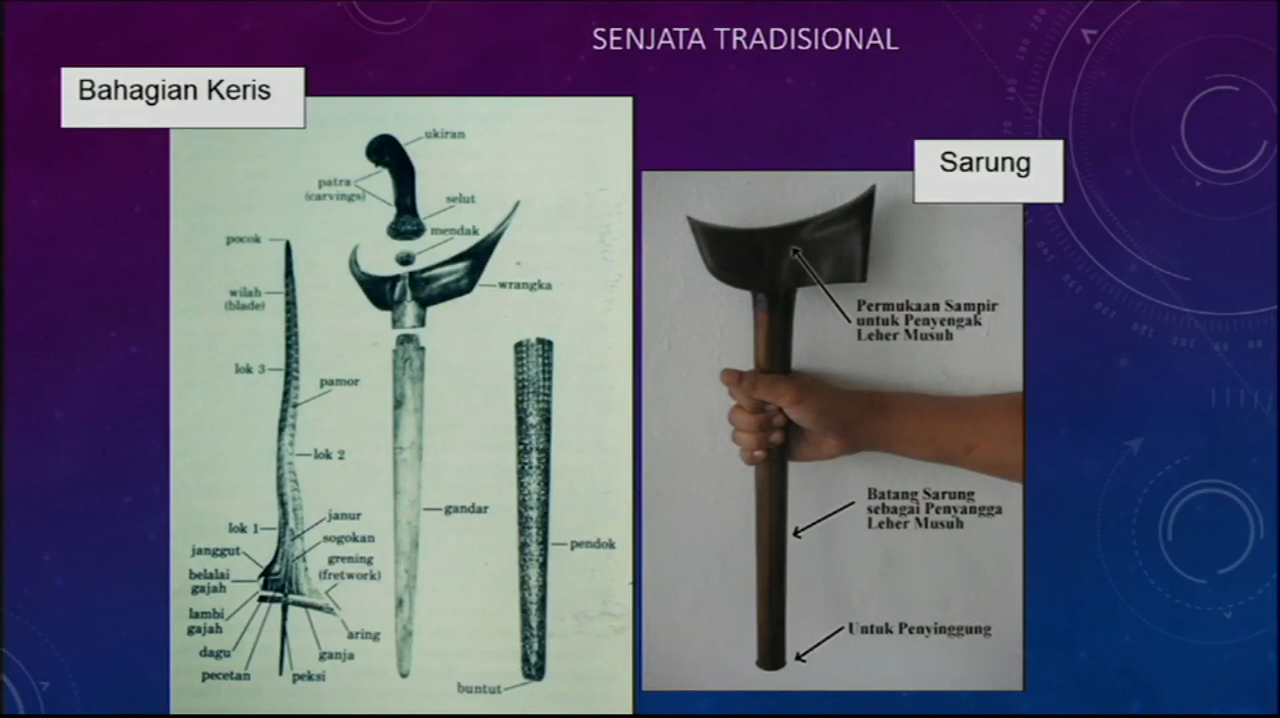 SENJATA TRADISIONAL
Bahagian Keris
ukiran
patra
(carvings)
selut
mendak
wrangka
pocok
wilah
(blade)
lok 3
pamor
lok 2
gandar
lok 1
janur
sogokan
grening
(fretwork)
janggut
belalai
gajah
lambi
gajah
dagu
pecetan
peksi
ganja
aring
pendok
buntut
Sarung
Permukaan Sampir
untuk Penyengak
Leher Musuh
Batang Sarung
sebagai Penyangga
Leher Musuh
Untuk Penyinggung